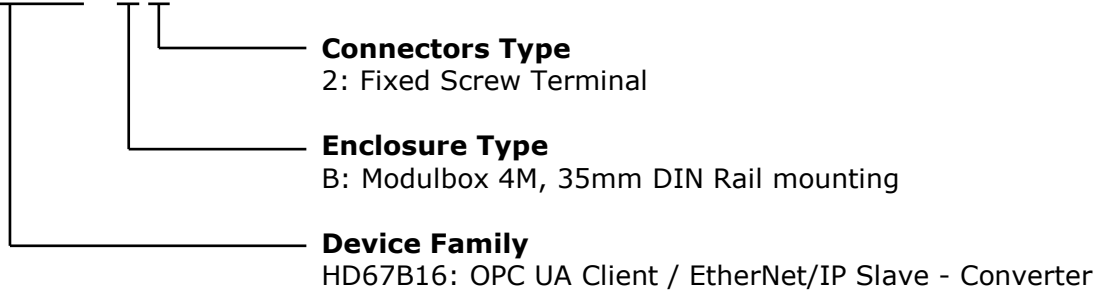 Connectors Type
2: Fixed Screw Terminal
Enclosure Type
B: Modulbox 4M, 35mm DIN Rail mounting
Device Family
HD67B16: OPC UA Client / EtherNet/IP Slave - Converter